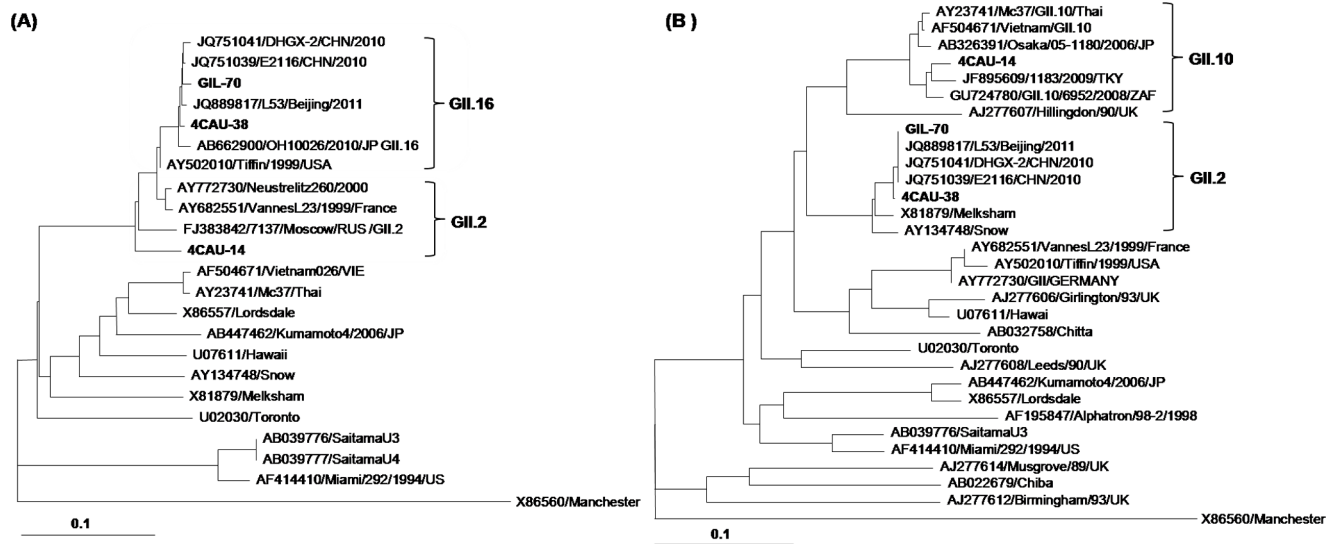 (A)
JQ751041/DHGX-2/CHN/2010
JQ751039/E2116/CHN/2010
GIL-70
JQ889817/L53/Beijing/2011
4CAU-38
AB662900/OH10026/2010/JP GII.16
AY502010/Tiffin/1999/USA
GII.16
AY772730/Neustrelitz260/2000
AY682551/VannesL23/1999/France
FJ383842/7137/Moscow/RUS /GII.2
4CAU-14
GII.2
AF504671/Vietnam026/VIE
AY23741/Mc37/Thai
X86557/Lordsdale
AB447462/Kumamoto4/2006/JP
U07611/Hawaii
AY134748/Snow
X81879/Melksham
U02030/Toronto
AB039776/SaitamaU3
AB039777/SaitamaU4
AF414410/Miami/292/1994/US
X86560/Manchester
0.1
(B )
AY23741/Mc37/GII.10/Thai
AF504671/Vietnam/GII.10
AB326391/Osaka/05-1180/2006/JP
4CAU-14
JF895609/1183/2009/TKY
GU724780/GII.10/6952/2008/ZAF
AJ277607/Hillingdon/90/UK
GII.10
GIL-70
JQ889817/L53/Beijing/2011
JQ751041/DHGX-2/CHN/2010
JQ751039/E2116/CHN/2010
4CAU-38
X81879/Melksham
AY134748/Snow
GII.2
AY682551/VannesL23/1999/France
AY502010/Tiffin/1999/USA
AY772730/GII/GERMANY
AJ277606/Girlington/93/UK
U07611/Hawai
AB032758/Chitta
U02030/Toronto
AJ277608/Leeds/90/UK
AB447462/Kumamoto4/2006/JP
X86557/Lordsdale
AF195847/Alphatron/98-2/1998
AB039776/SaitamaU3
AF414410/Miami/292/1994/US
AJ277614/Musgrove/89/UK
AB022679/Chiba
AJ277612/Birmingham/93/UK
X86560/Manchester
0.1